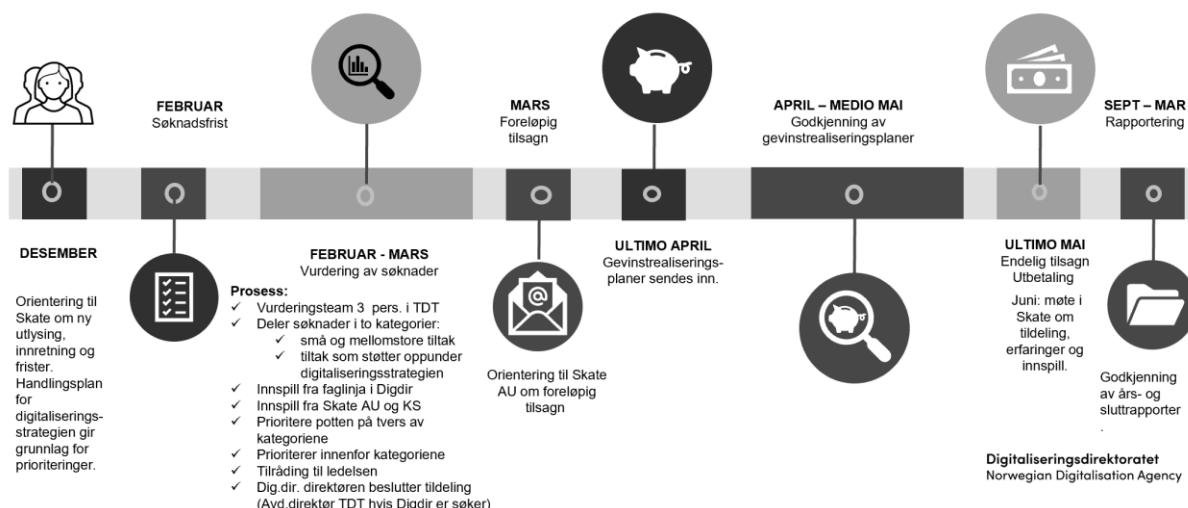 DESEMBER
Orientering til
Skate om ny
utlysing,
innretning og
frister.
Handlingsplan
for
digitaliserings-
strategien gir
grunnlag for
prioriteringer.
FEBRUAR
Søknadsfrist
FEBRUAR - MARS
Vurdering av søknader
Prosess:
✓ Vurderingsteam 3 pers. i TDT
✓ Deler søknader i to kategorier:
✓ små og mellomstore tiltak
✓ tiltak som støtter oppunder
digitaliseringsstrategien
✓ Innspill fra faglinja i Digdir
✓ Innspill fra Skate AU og KS
✓ Prioritere potten på tvers av
kategoriene
✓ Prioriterer innenfor kategoriene
✓ Tilråding til ledelsen
✓ Dig.dir. direktøren beslutter tildeling
(Avd.direktør TDT hvis Digdir er søker)
MARS
Foreløpig
tilsagn
@
Orientering til Skate
AU om foreløpig
tilsagn
ULTIMO APRIL
Gevinstrealiserings-
planer sendes inn.
APRIL – MEDIO MAI
Godkjenning av
gevinstrealiseringsplaner
ULTIMO MAI
Endelig tilsagn
Utbetaling
Juni: møte i
Skate om
tildeling,
erfaringer og
innspill.
SEPT – MAR
Rapportering
Godkjenning
av års- og
sluttrapporter
.
Digitaliseringsdirektoratet
Norwegian Digitalisation Agency